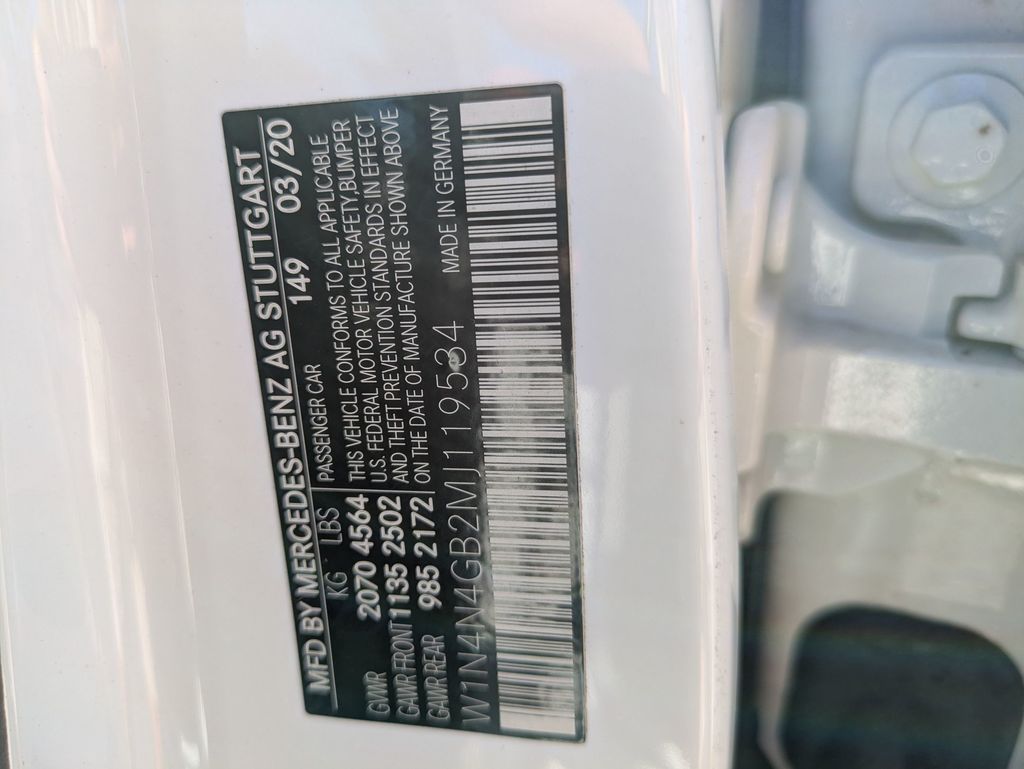 MFD BY MERCEDES-BENZ AG STUTTGART
KG LBS PASSENGER CAR 149 03/20
GVWR 2070 4564 THIS VEHICLE CONFORMS TO ALL APPLICABLE
GAWR FRONT 1135 2502 U.S. FEDERAL MOTOR VEHICLE SAFETY,BUMPER
GAWR REAR 985 2172 AND THEFT PREVENTION STANDARDS IN EFFECT
ON THE DATE OF MANUFACTURE SHOWN ABOVE
W1N4N4GB2MJ119534 MADE IN GERMANY